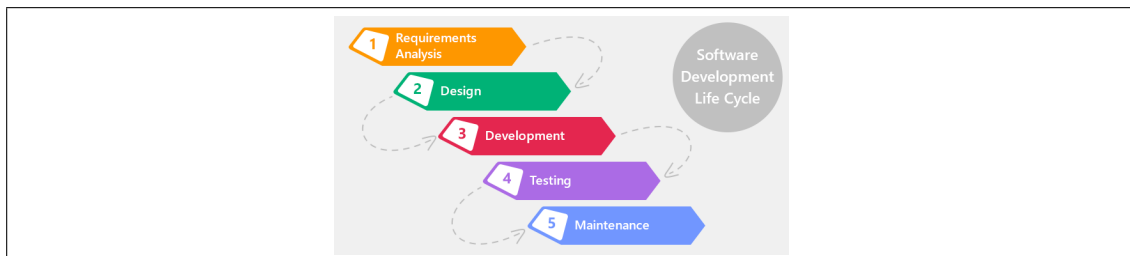 1
Requirements
Analysis
2
Design
3
Development
4
Testing
5
Maintenance
Software
Development
Life Cycle